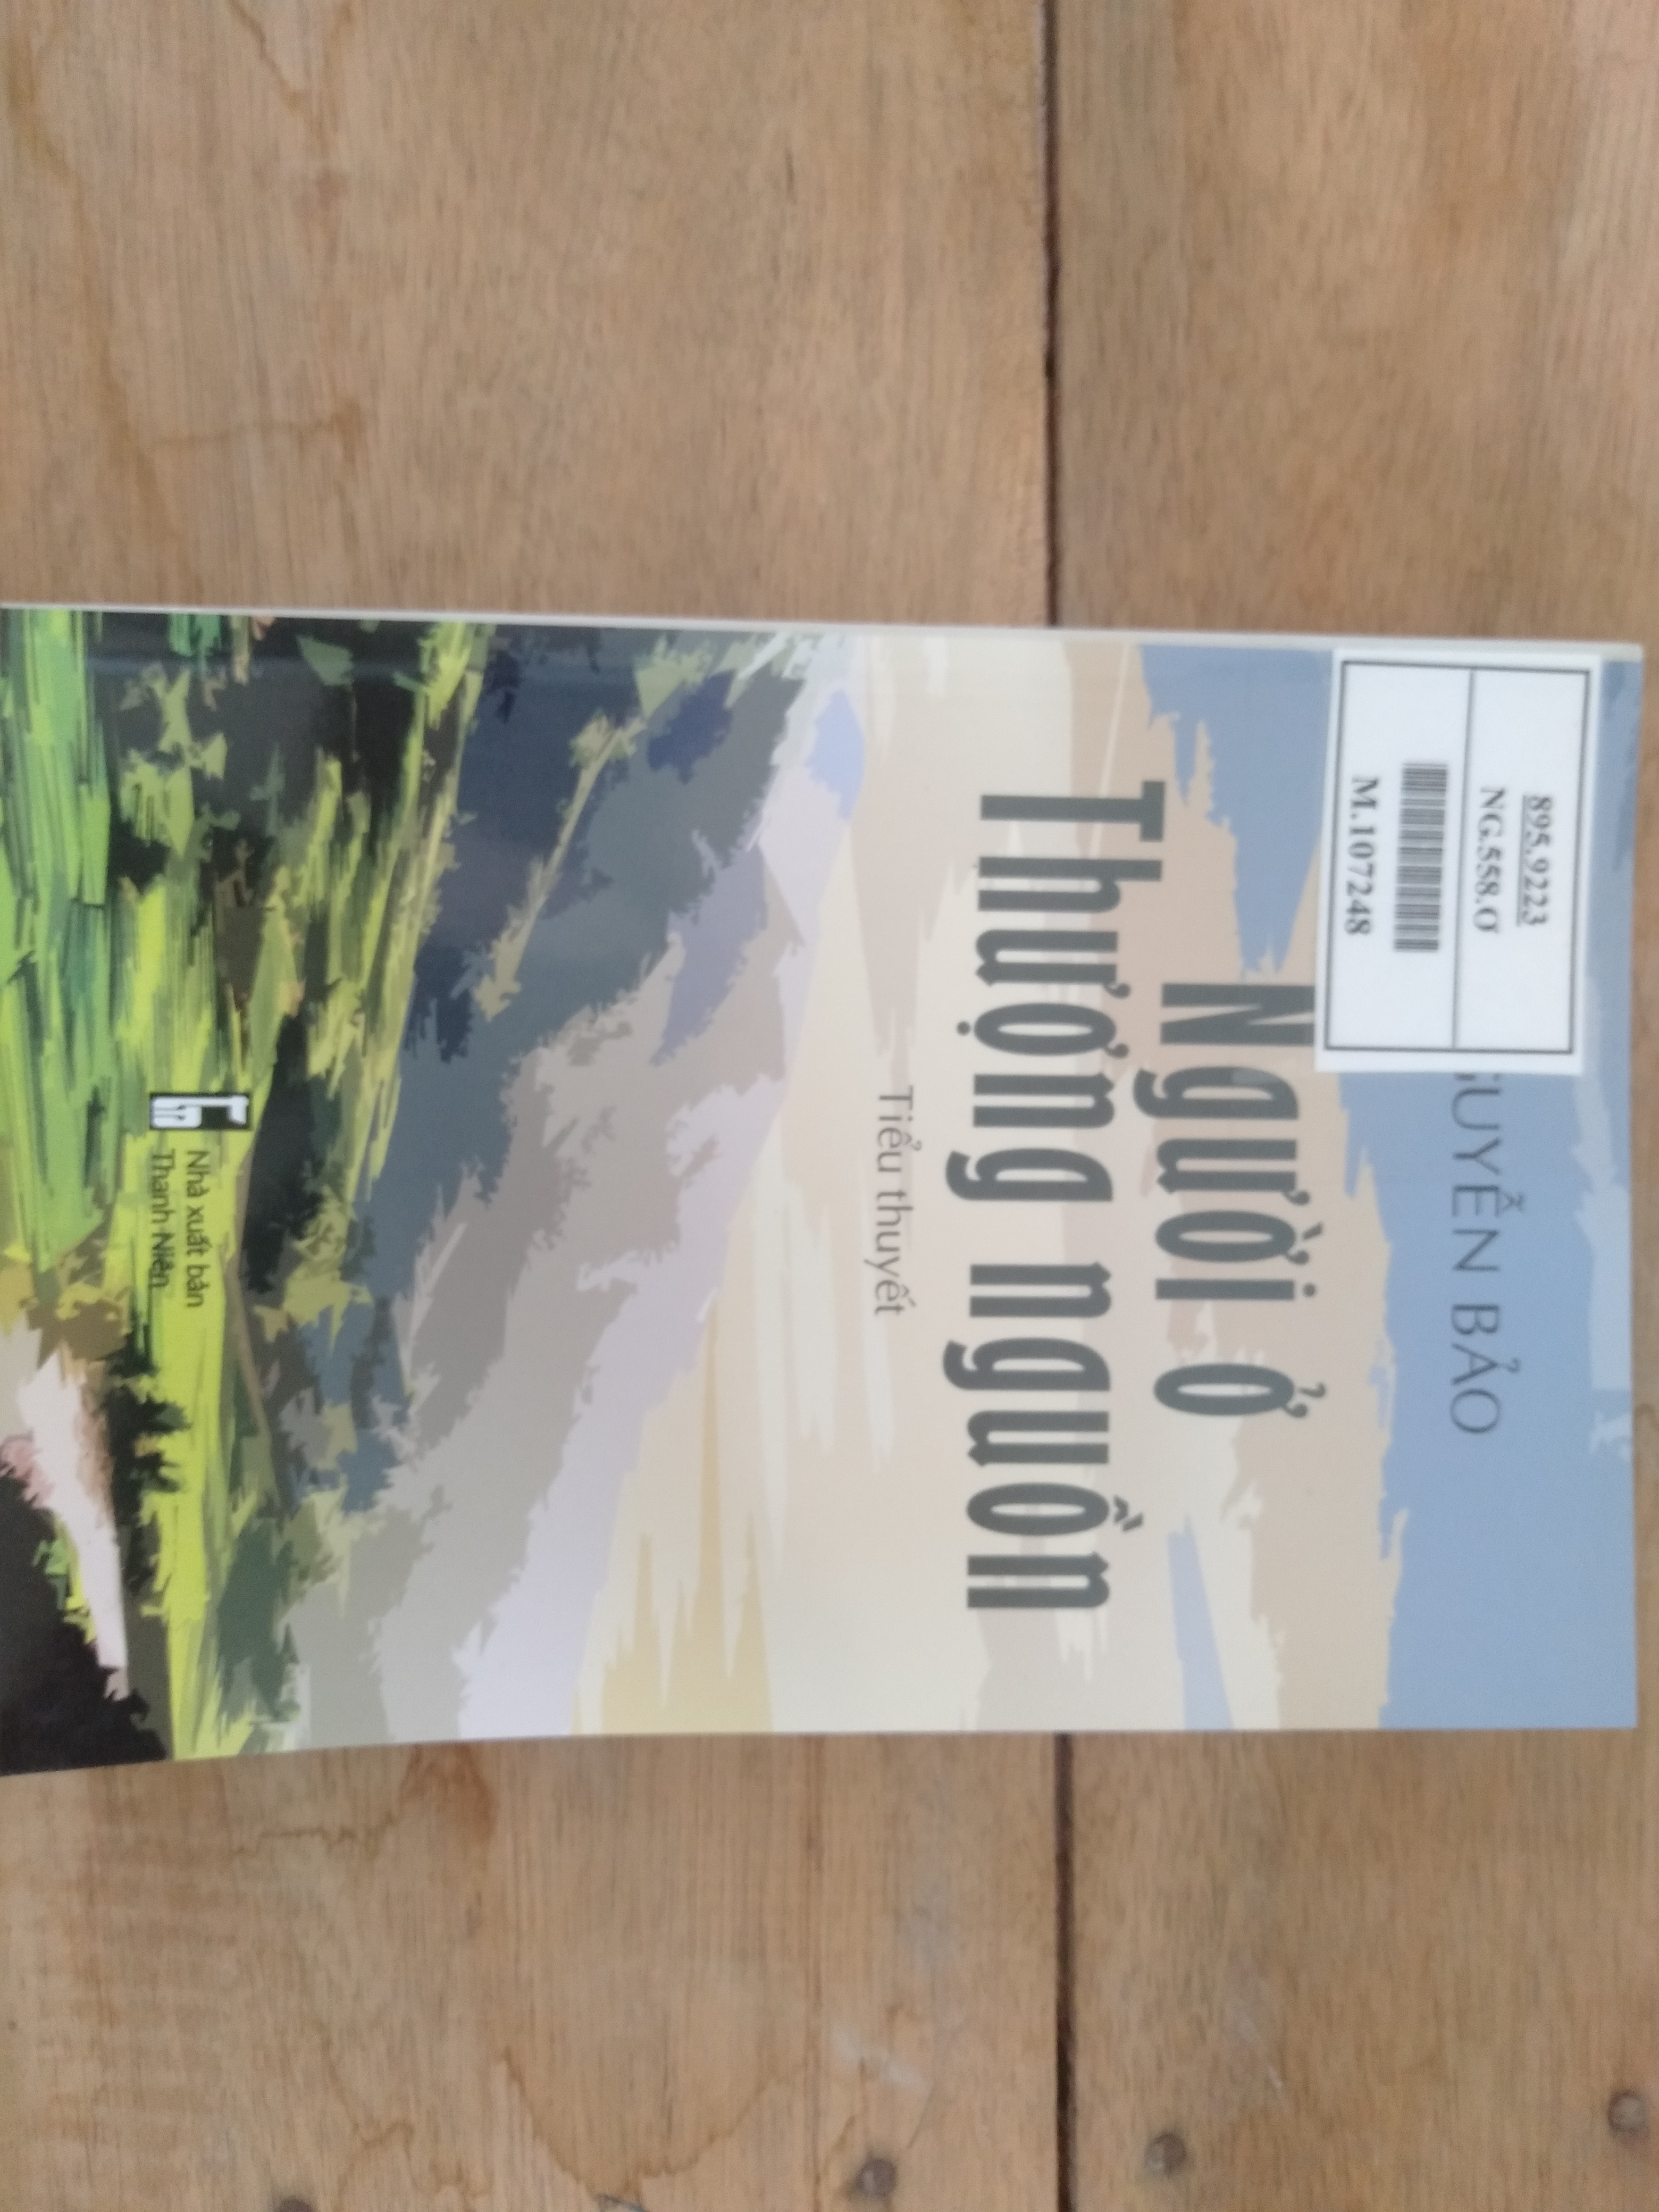 895.9223
NG.558.Ơ
M.107248
GUYỄN BẢO
Người ở
Thượng nguồn
Tiểu thuyết
Nhà xuất bản
Thanh Niên